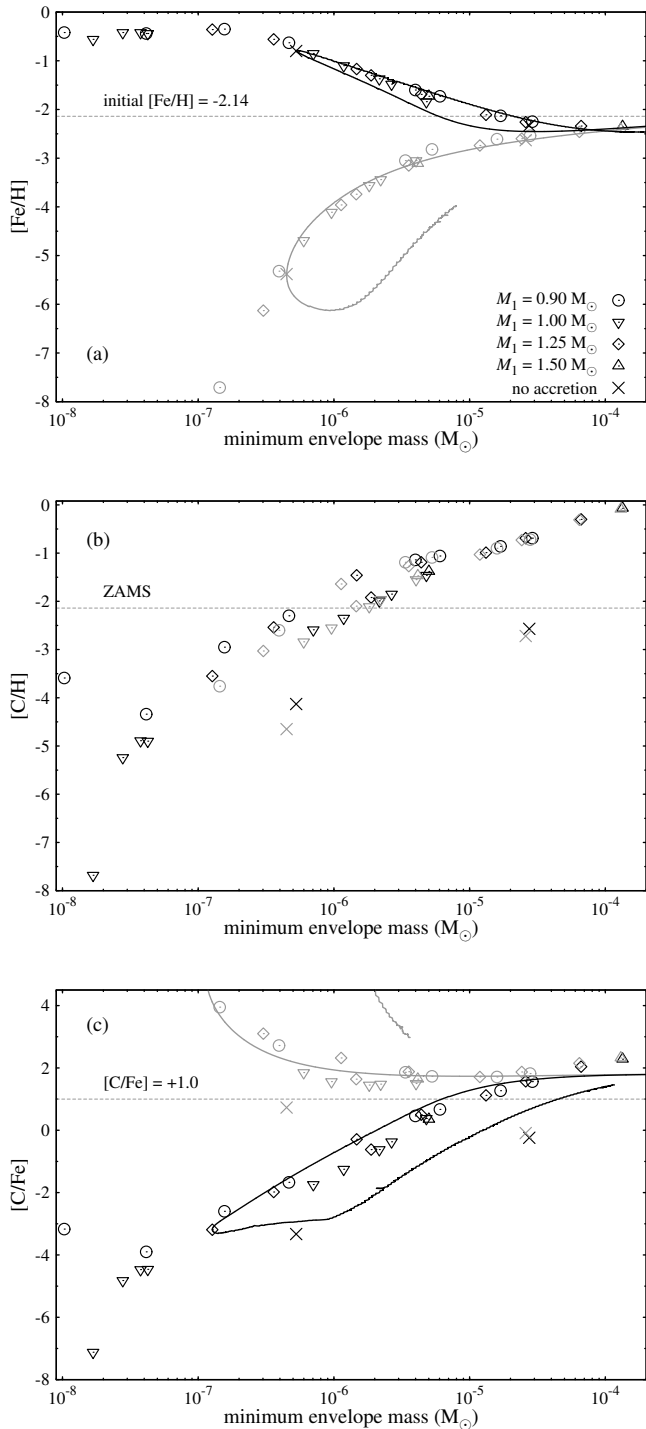 -1
0
-2
-3
-4
-5
-6
-7
-8
[Fe/H]
initial [Fe/H] = -2.14
(a)
M₁ = 0.90 M☉
M₁ = 1.00 M☉
M₁ = 1.25 M☉
M₁ = 1.50 M☉
no accretion
10⁻⁸ 10⁻⁷ 10⁻⁶ 10⁻⁵ 10⁻⁴
minimum envelope mass (M☉)
0
-1
-2
-3
-4
-5
-6
-7
-8
[C/H]
(b)
ZAMS
10⁻⁸ 10⁻⁷ 10⁻⁶ 10⁻⁵ 10⁻⁴
minimum envelope mass (M☉)
4
2
0
-2
-4
-6
-8
[C/Fe]
(c)
[C/Fe] = +1.0
10⁻⁸ 10⁻⁷ 10⁻⁶ 10⁻⁵ 10⁻⁴
minimum envelope mass (M☉)